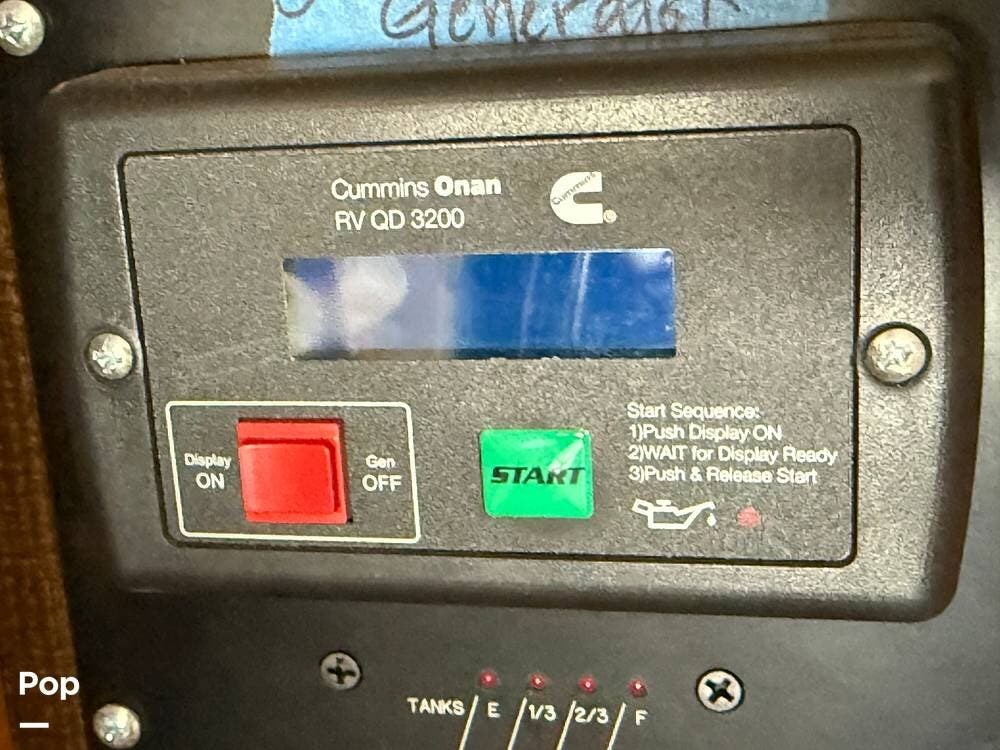 Generator
Cummins Onan
Cummins
RV QD 3200
Display
ON
Gen
OFF
START
Start Sequence:
1)Push Display ON
2)WAIT for Display Ready
3)Push & Release Start
TANKS E 1/3 2/3 F
Pop